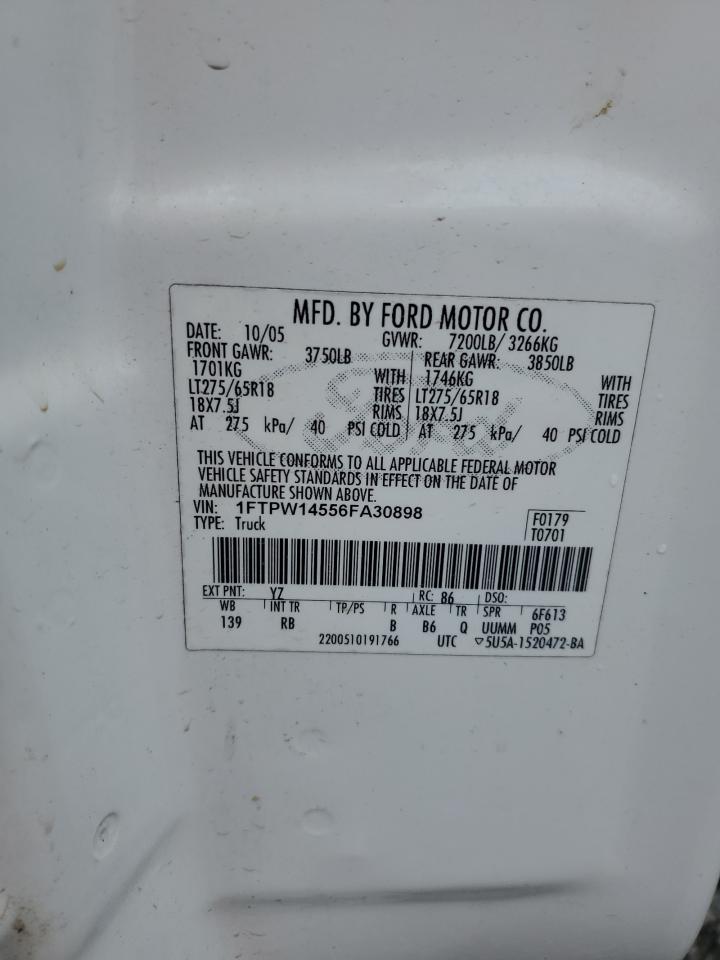 MFD. BY FORD MOTOR CO.
DATE: 10/05 GVWR: 7200LB/ 3266KG
FRONT GAWR: 3750LB REAR GAWR: 3850LB
1701KG WITH 1746KG WITH
LT275/65R18 TIRES LT275/65R18 TIRES
18X7.5J RIMS 18X7.5J RIMS
AT 275 kPa/ 40 PSI COLD AT 275 kPa/ 40 PSI COLD
Ford
THIS VEHICLE CONFORMS TO ALL APPLICABLE FEDERAL MOTOR
VEHICLE SAFETY STANDARDS IN EFFECT ON THE DATE OF
MANUFACTURE SHOWN ABOVE.
VIN: 1FTPW14556FA30898 F0179
TYPE: Truck T0701
EXT PNT: YZ RC: 86 DSO:
WB INT TR TP/PS R AXLE TR SPR 6F613
139 RB B B6 Q UUMM P05
2200510191766 UTC ▽5U5A-1520472-BA